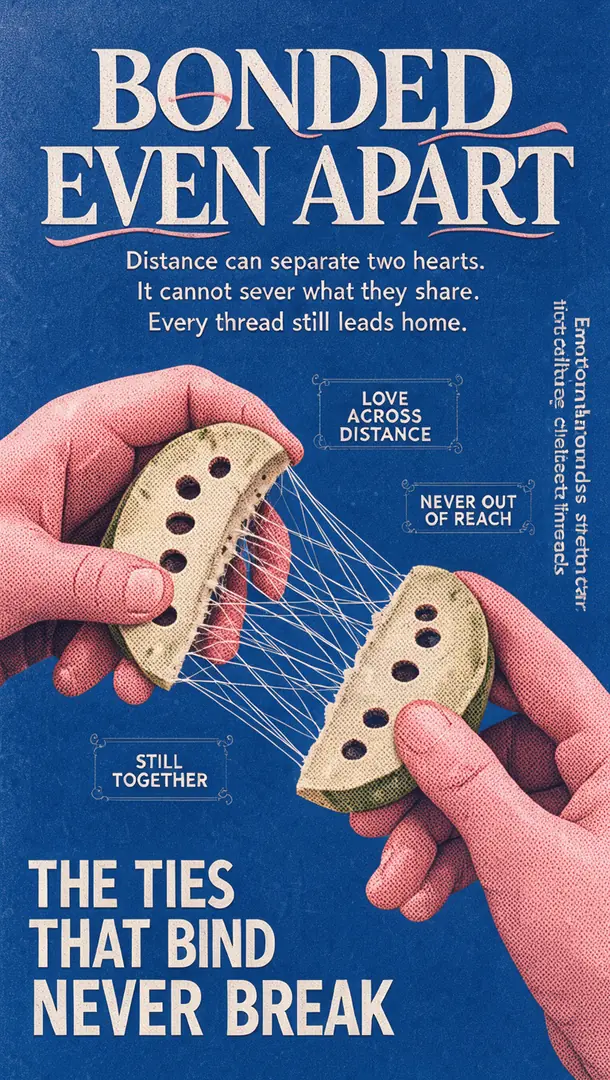 BONDED
EVEN APART
Distance can separate two hearts.
It cannot sever what they share.
Every thread still leads home.
LOVE
ACROSS
DISTANCE
NEVER OUT
OF REACH
STILL
TOGETHER
THE TIES
THAT BIND
NEVER BREAK